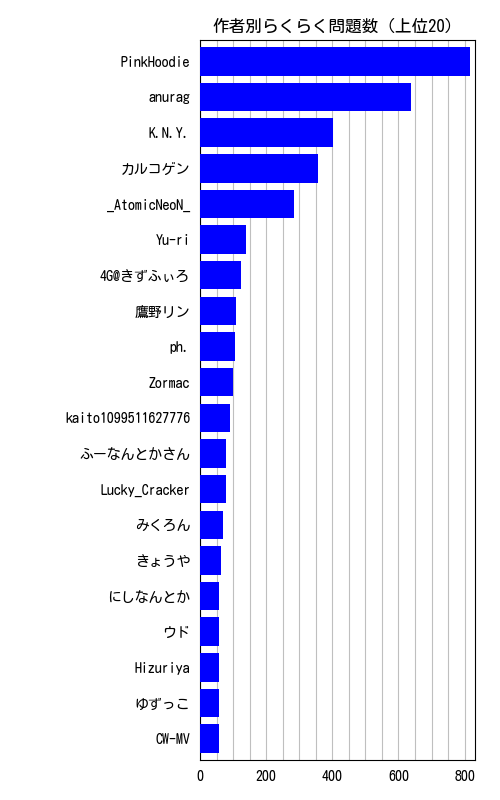 作者別らくらく問題数 (上位20)
PinkHoodie
anurag
K.N.Y.
カルコゲン
_AtomicNeoN_
Yu-ri
4G@きずふぃろ
鷹野リン
ph.
Zormac
kaito1099511627776
ふーなんとかさん
Lucky_Cracker
みくろん
きょうや
にしなんとか
ウド
Hizuriya
ゆずっこ
CW-MV
0 200 400 600 800